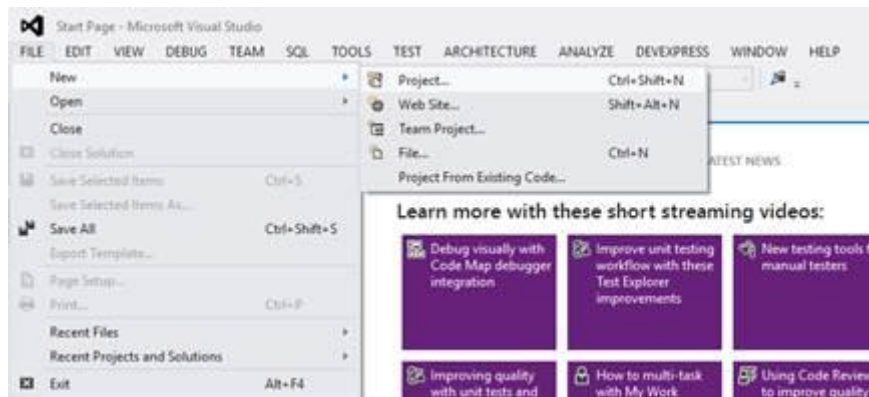 Start Page - Microsoft Visual Studio
FILE EDIT VIEW DEBUG TEAM SQL TOOLS TEST ARCHITECTURE ANALYZE DEVEXPRESS WINDOW HELP
New
Open
Close
Close Solution
Save Selected Items Ctrl+S
Save Selected Items As...
Save All Ctrl+Shift+S
Export Template...
Page Setup...
Print... Ctrl+P
Recent Files
Recent Projects and Solutions
Exit Alt+F4
Project... Ctrl+Shift+N
Web Site... Shift+Alt+N
Team Project...
File... Ctrl+N
Project From Existing Code...
ATEST NEWS
Learn more with these short streaming videos:
Debug visually with
Code Map debugger
integration
Improve unit testing
workflow with these
Test Explorer
improvements
New testing tools f
manual testers
Improving quality
with unit tests and
How to multi-task
with My Work
Using Code Review
to improve quality